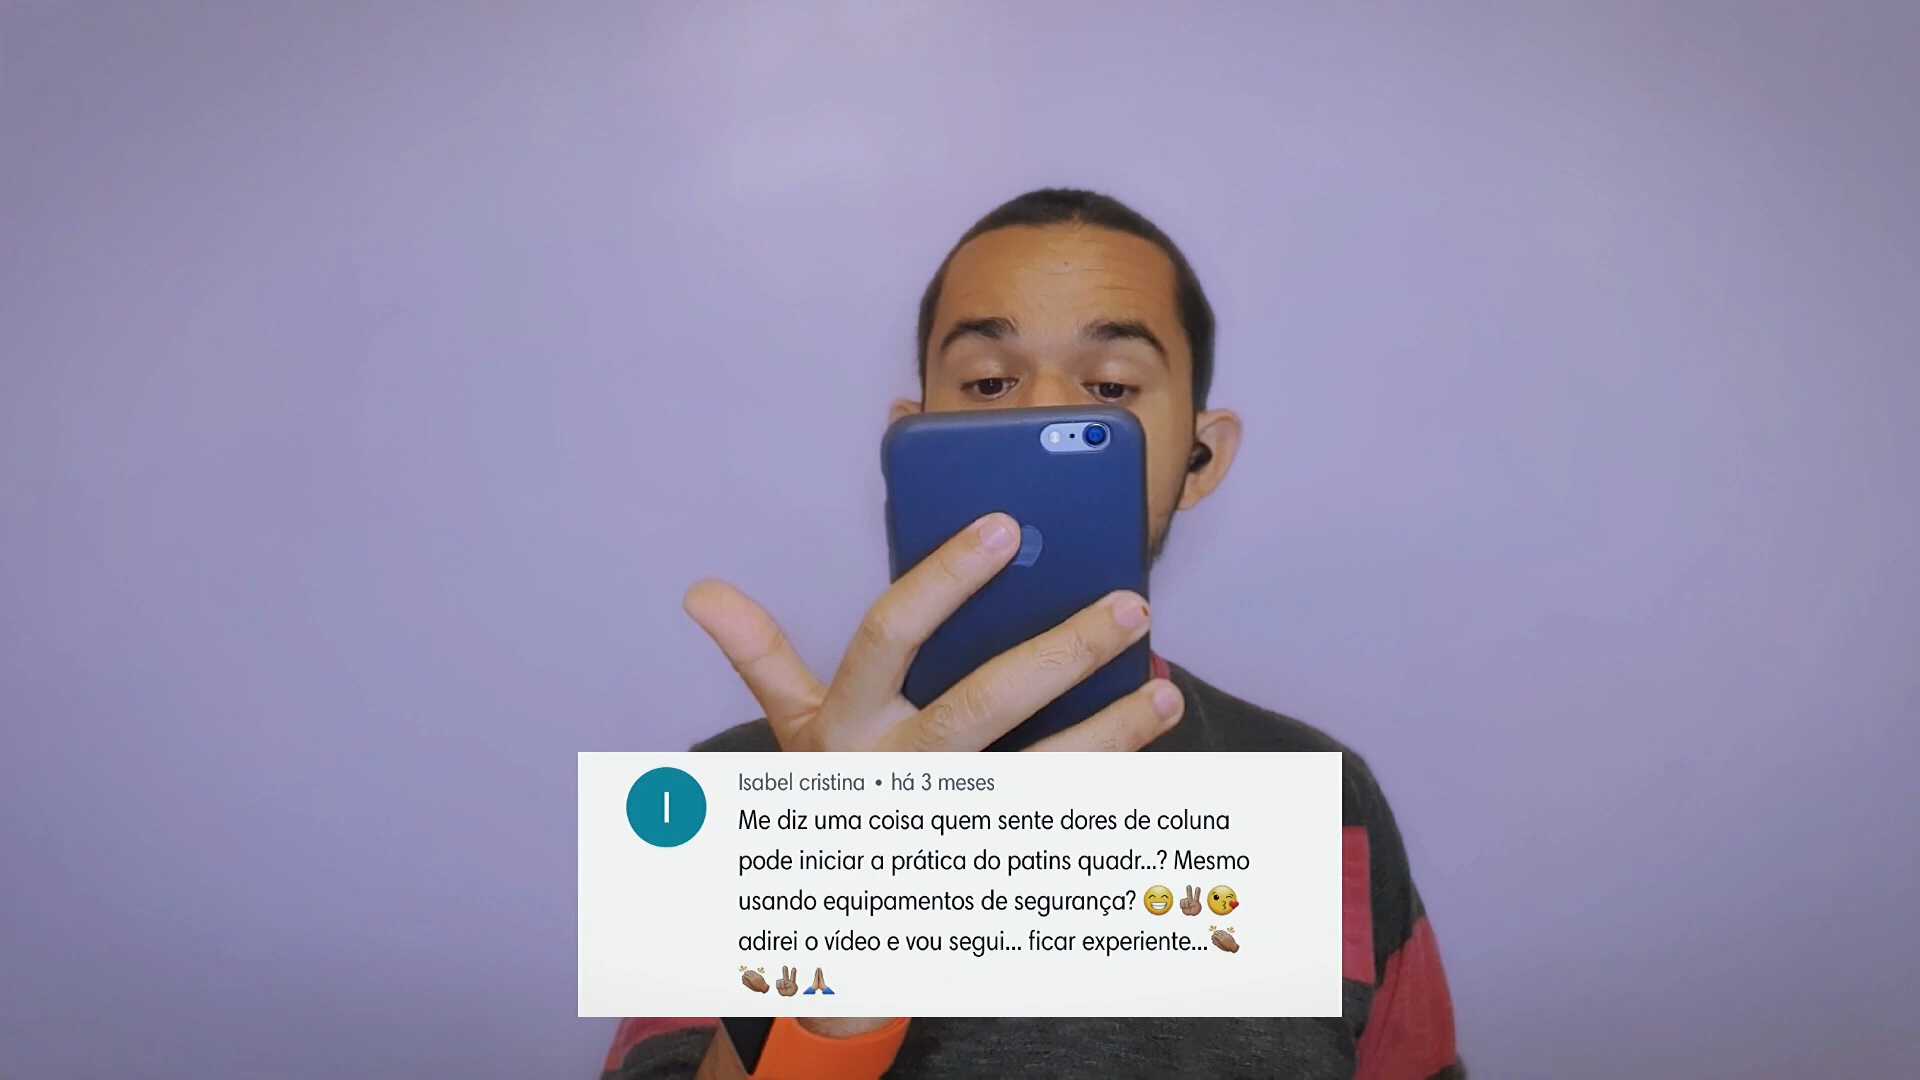 I
Isabel cristina • há 3 meses
Me diz uma coisa quem sente dores de coluna
pode iniciar a prática do patins quadr...? Mesmo
usando equipamentos de segurança? 😁✌🏽😘
adirei o vídeo e vou segui... ficar experiente...👏🏽
👏🏽✌🏽🙏🏽